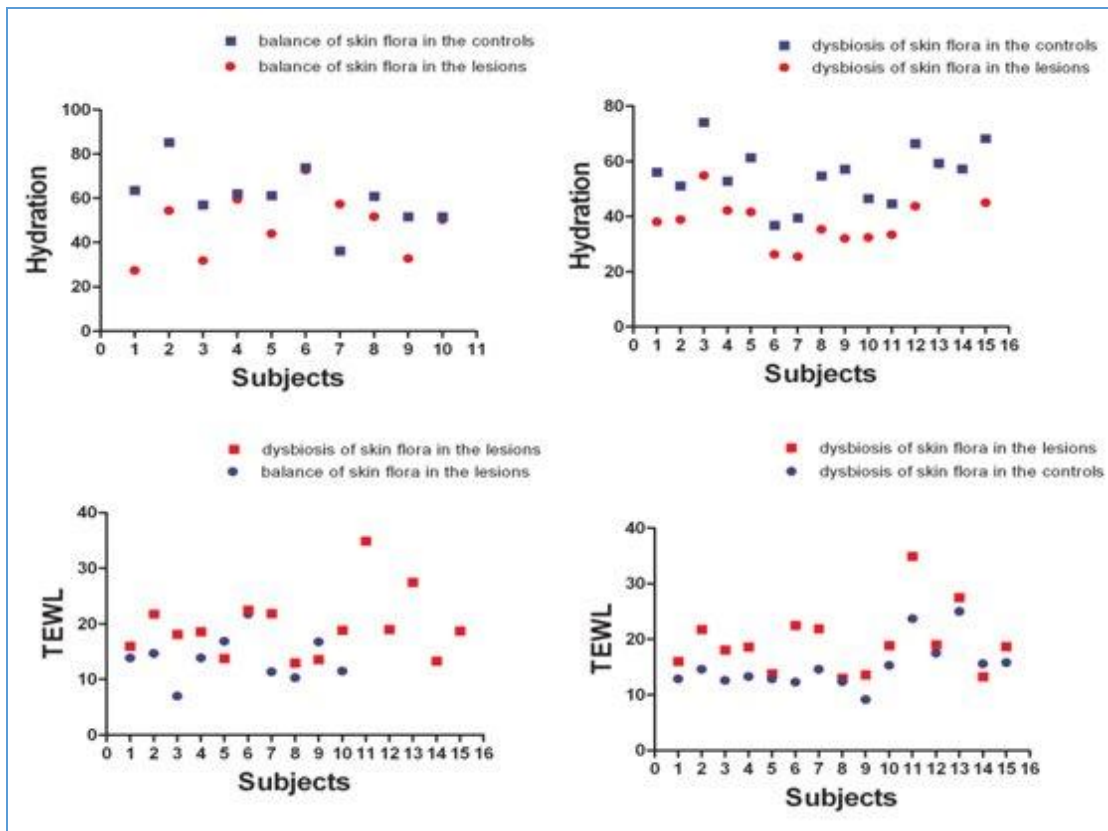 balance of skin flora in the controls
balance of skin flora in the lesions
100
80
60
40
20
0
Hydration
0 1 2 3 4 5 6 7 8 9 10 11
Subjects
dysbiosis of skin flora in the controls
dysbiosis of skin flora in the lesions
80
60
40
20
0
Hydration
0 1 2 3 4 5 6 7 8 9 10 11 12 13 14 15 16
Subjects
dysbiosis of skin flora in the lesions
balance of skin flora in the lesions
40
30
20
10
0
TEWL
0 1 2 3 4 5 6 7 8 9 10 11 12 13 14 15 16
Subjects
dysbiosis of skin flora in the lesions
dysbiosis of skin flora in the controls
40
30
20
10
0
TEWL
0 1 2 3 4 5 6 7 8 9 10 11 12 13 14 15 16
Subjects